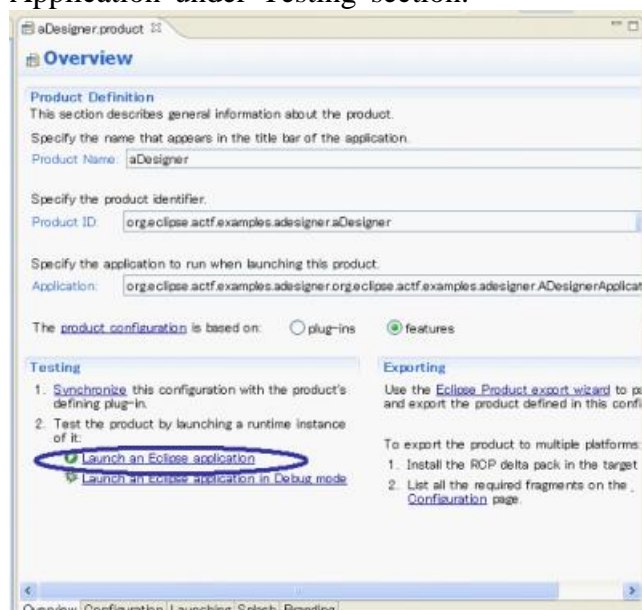 Application under Testing section.
aDesigner.product
Overview
Product Definition
This section describes general information about the product.
Specify the name that appears in the title bar of the application.
Product Name: aDesigner
Specify the product identifier.
Product ID: org.eclipse.actf.examples.adesigner.aDesigner
Specify the application to run when launching this product.
Application: org.eclipse.actf.examples.adesigner.org.eclipse.actf.examples.adesigner.ADesignerApplicat
The product configuration is based on: plug-ins features
Testing
1. Synchronize this configuration with the product's
defining plug-in.
2. Test the product by launching a runtime instance
of it:
Launch an Eclipse application
Launch an Eclipse application in Debug mode
Exporting
Use the Eclipse Product export wizard to pa
and export the product defined in this confi
To export the product to multiple platforms:
1. Install the RCP delta pack in the target
2. List all the required fragments on the
Configuration page.
Overview Configuration Launching Splash Branding